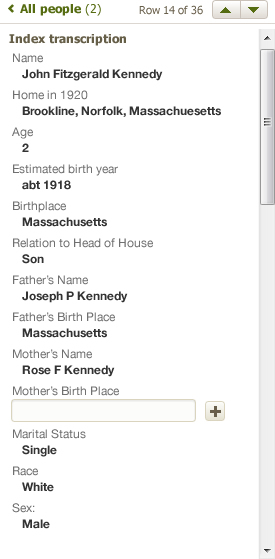 All people (2) Row 14 of 36
Index transcription
Name
John Fitzgerald Kennedy
Home in 1920
Brookline, Norfolk, Massachuesetts
Age
2
Estimated birth year
abt 1918
Birthplace
Massachusetts
Relation to Head of House
Son
Father's Name
Joseph P Kennedy
Father's Birth Place
Massachusetts
Mother's Name
Rose F Kennedy
Mother's Birth Place
Marital Status
Single
Race
White
Sex:
Male